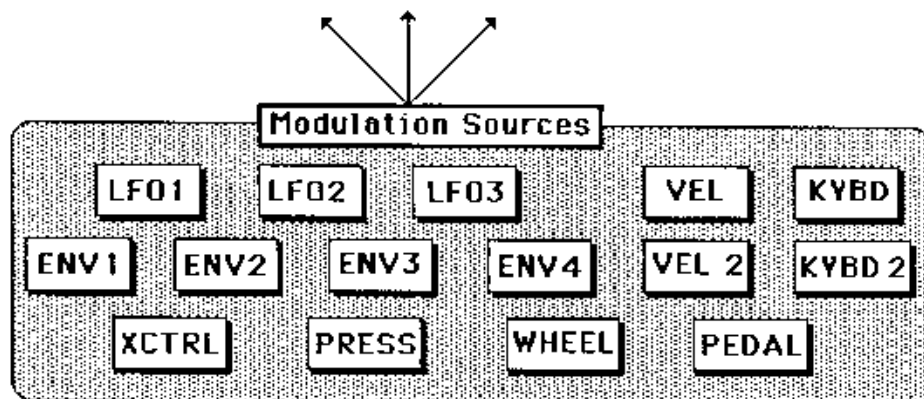 Modulation Sources
LFO1 LFO2 LFO3 VEL KYBD
ENV1 ENV2 ENV3 ENV4 VEL 2 KYBD 2
XCTRL PRESS WHEEL PEDAL